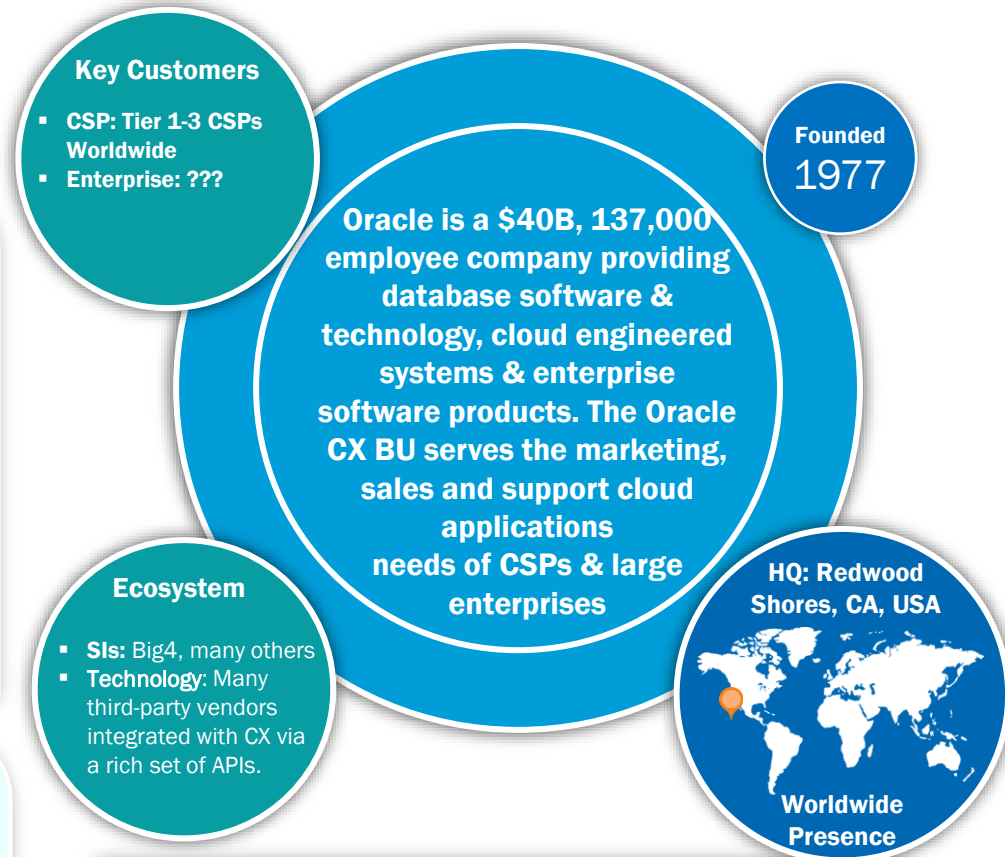 Key Customers
▪ CSP: Tier 1-3 CSPs
Worldwide
▪ Enterprise: ???
Founded
1977
Oracle is a $40B, 137,000
employee company providing
database software &
technology, cloud engineered
systems & enterprise
software products. The Oracle
CX BU serves the marketing,
sales and support cloud
applications
needs of CSPs & large
enterprises
Ecosystem
▪ SIs: Big4, many others
▪ Technology: Many
third-party vendors
integrated with CX via
a rich set of APIs.
HQ: Redwood
Shores, CA, USA
Worldwide
Presence